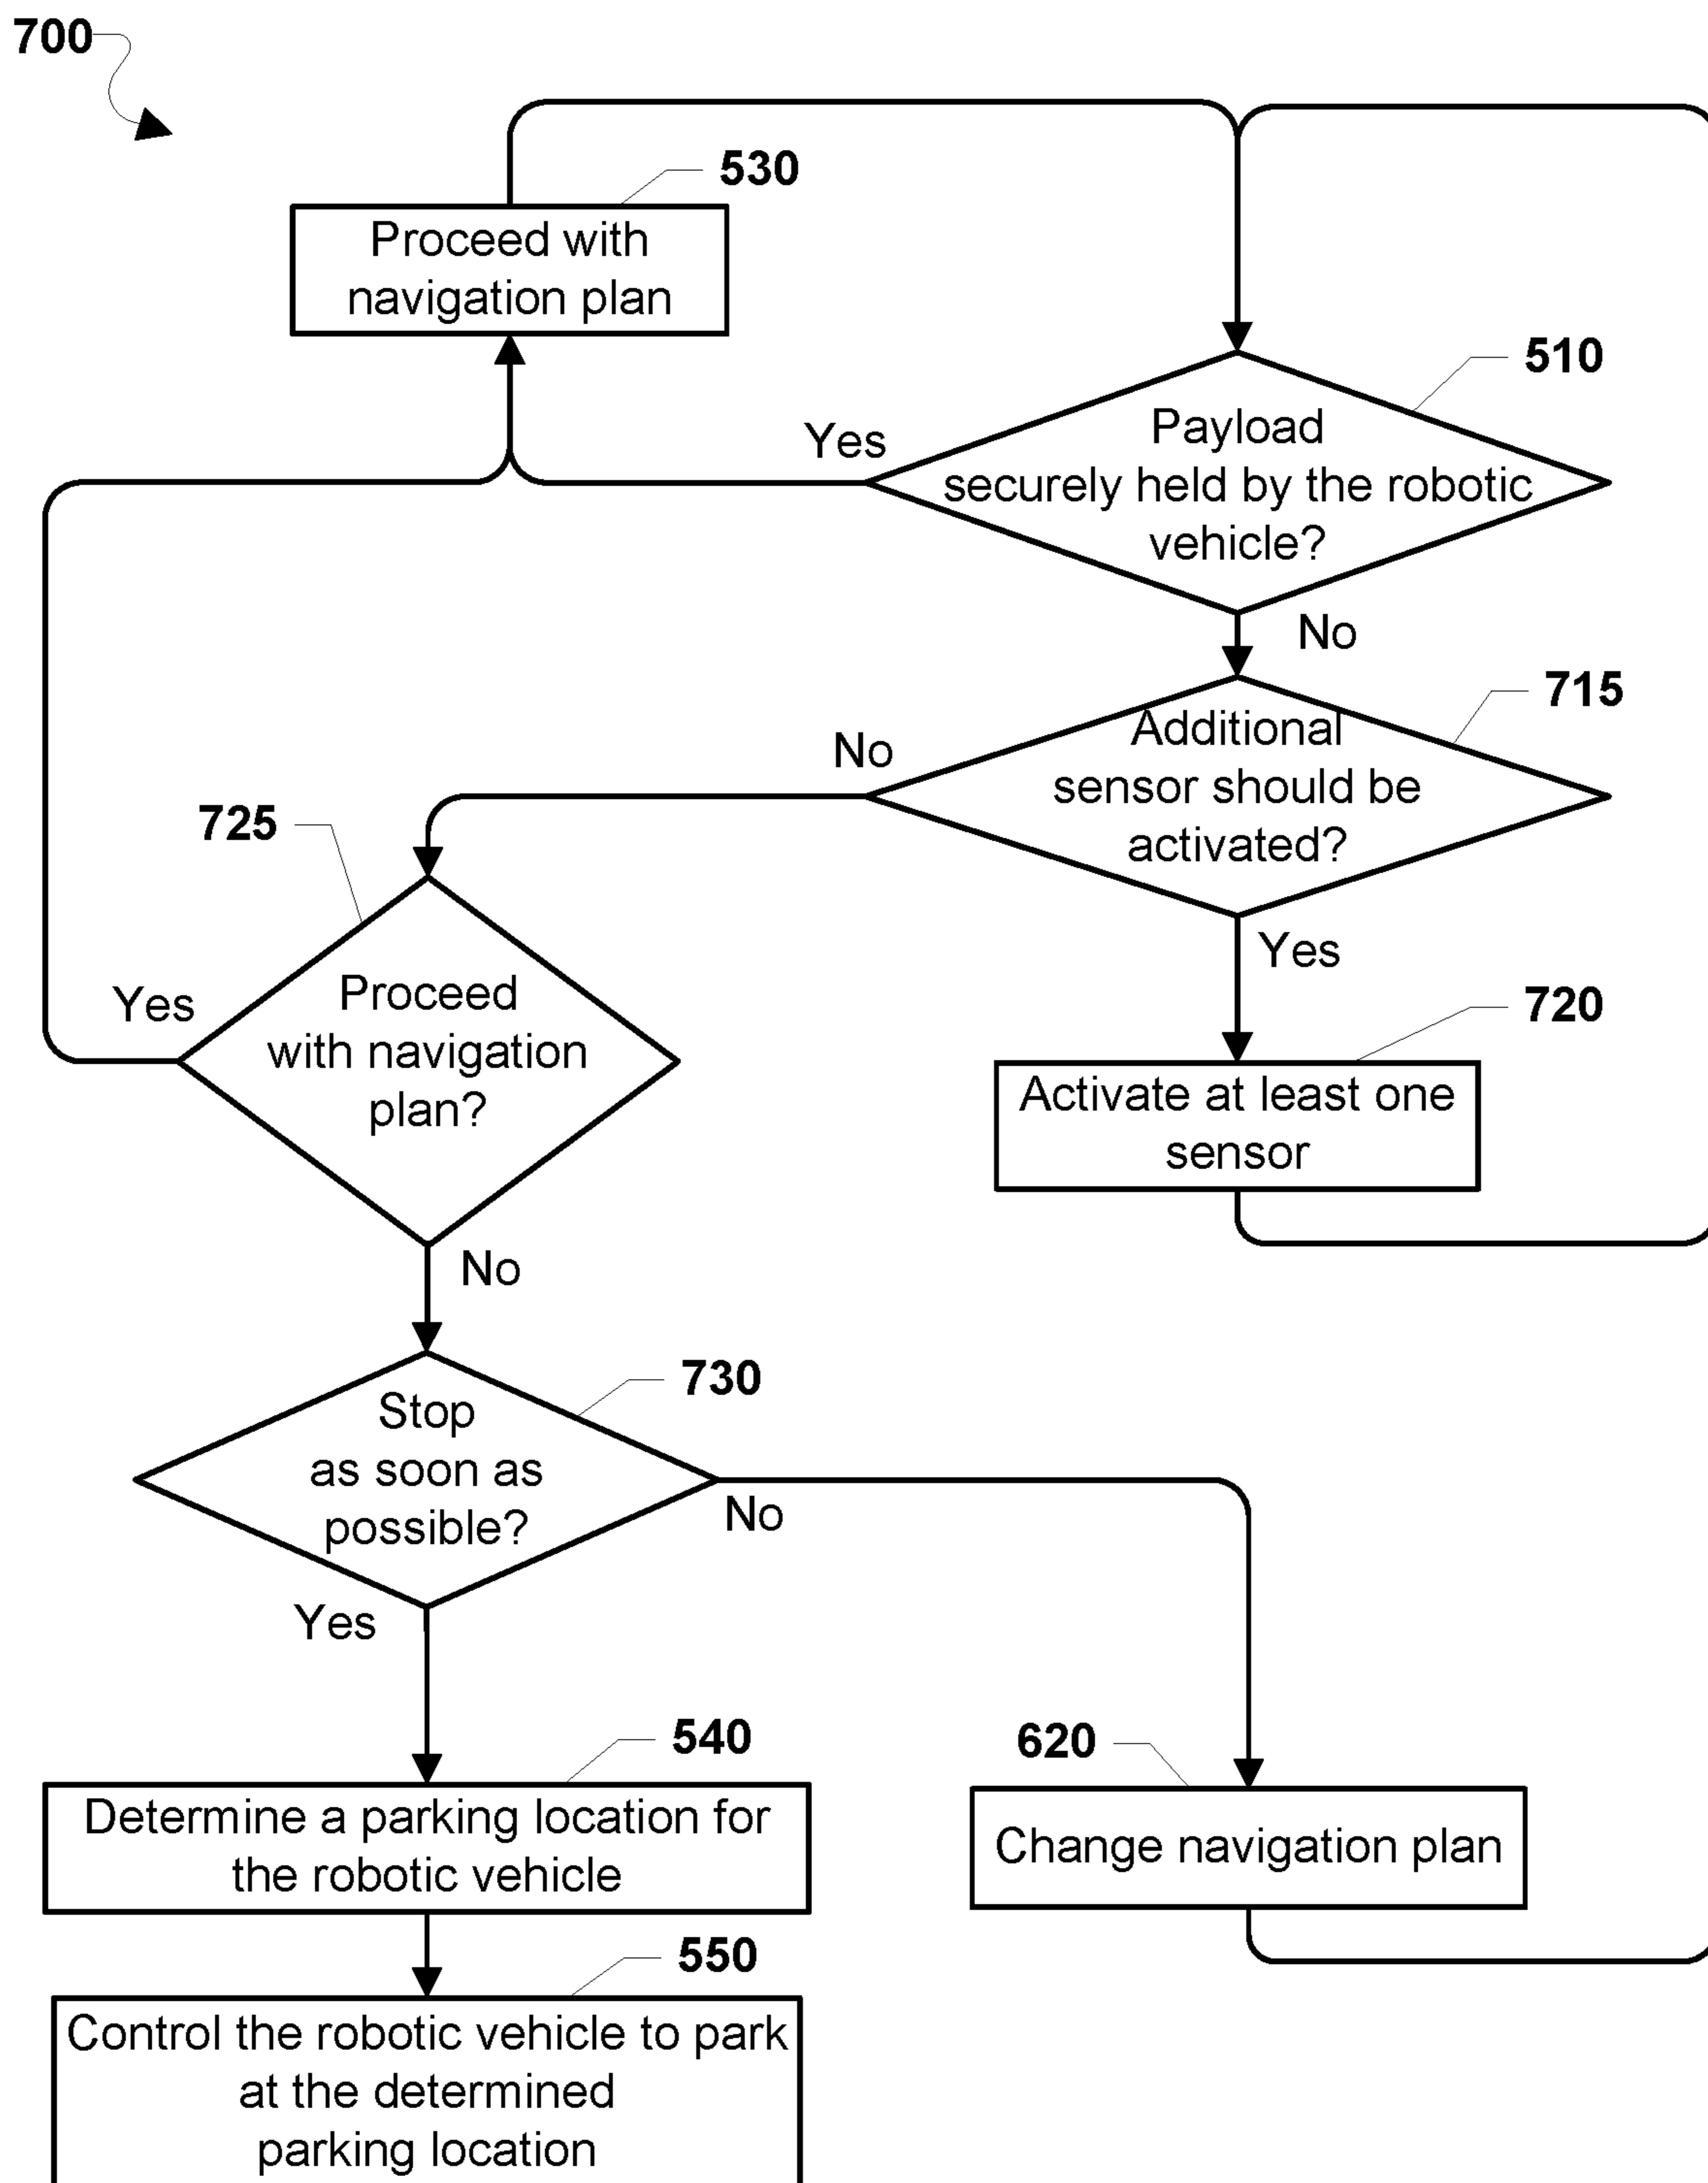 700
530
Proceed with
navigation plan
510
Payload
securely held by the robotic
vehicle?
Yes
No
715
Additional
sensor should be
activated?
No
Yes
725
Proceed
with navigation
plan?
Yes
No
720
Activate at least one
sensor
730
Stop
as soon as
possible?
No
Yes
540
Determine a parking location for
the robotic vehicle
620
Change navigation plan
550
Control the robotic vehicle to park
at the determined
parking location